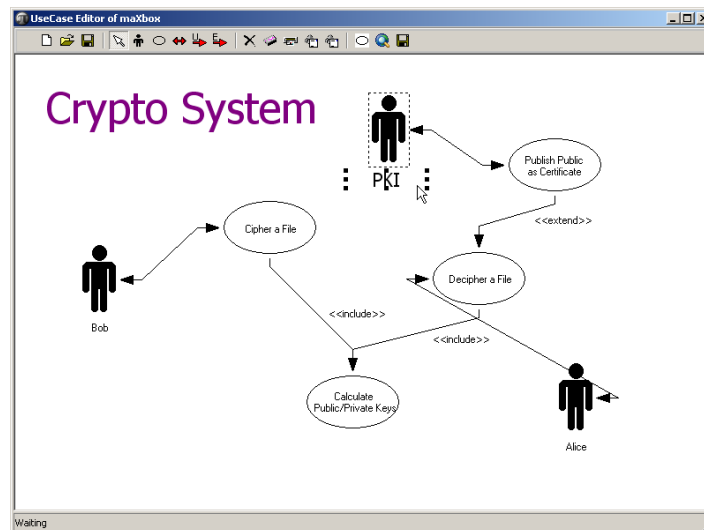 UseCase Editor of maXbox
U
E
Crypto System
PKI
Publish Public
as Certificate
<<extend>>
Cipher a File
Decipher a File
Bob
<<include>>
<<include>>
Calculate
Public/Private Keys
Alice
Waiting